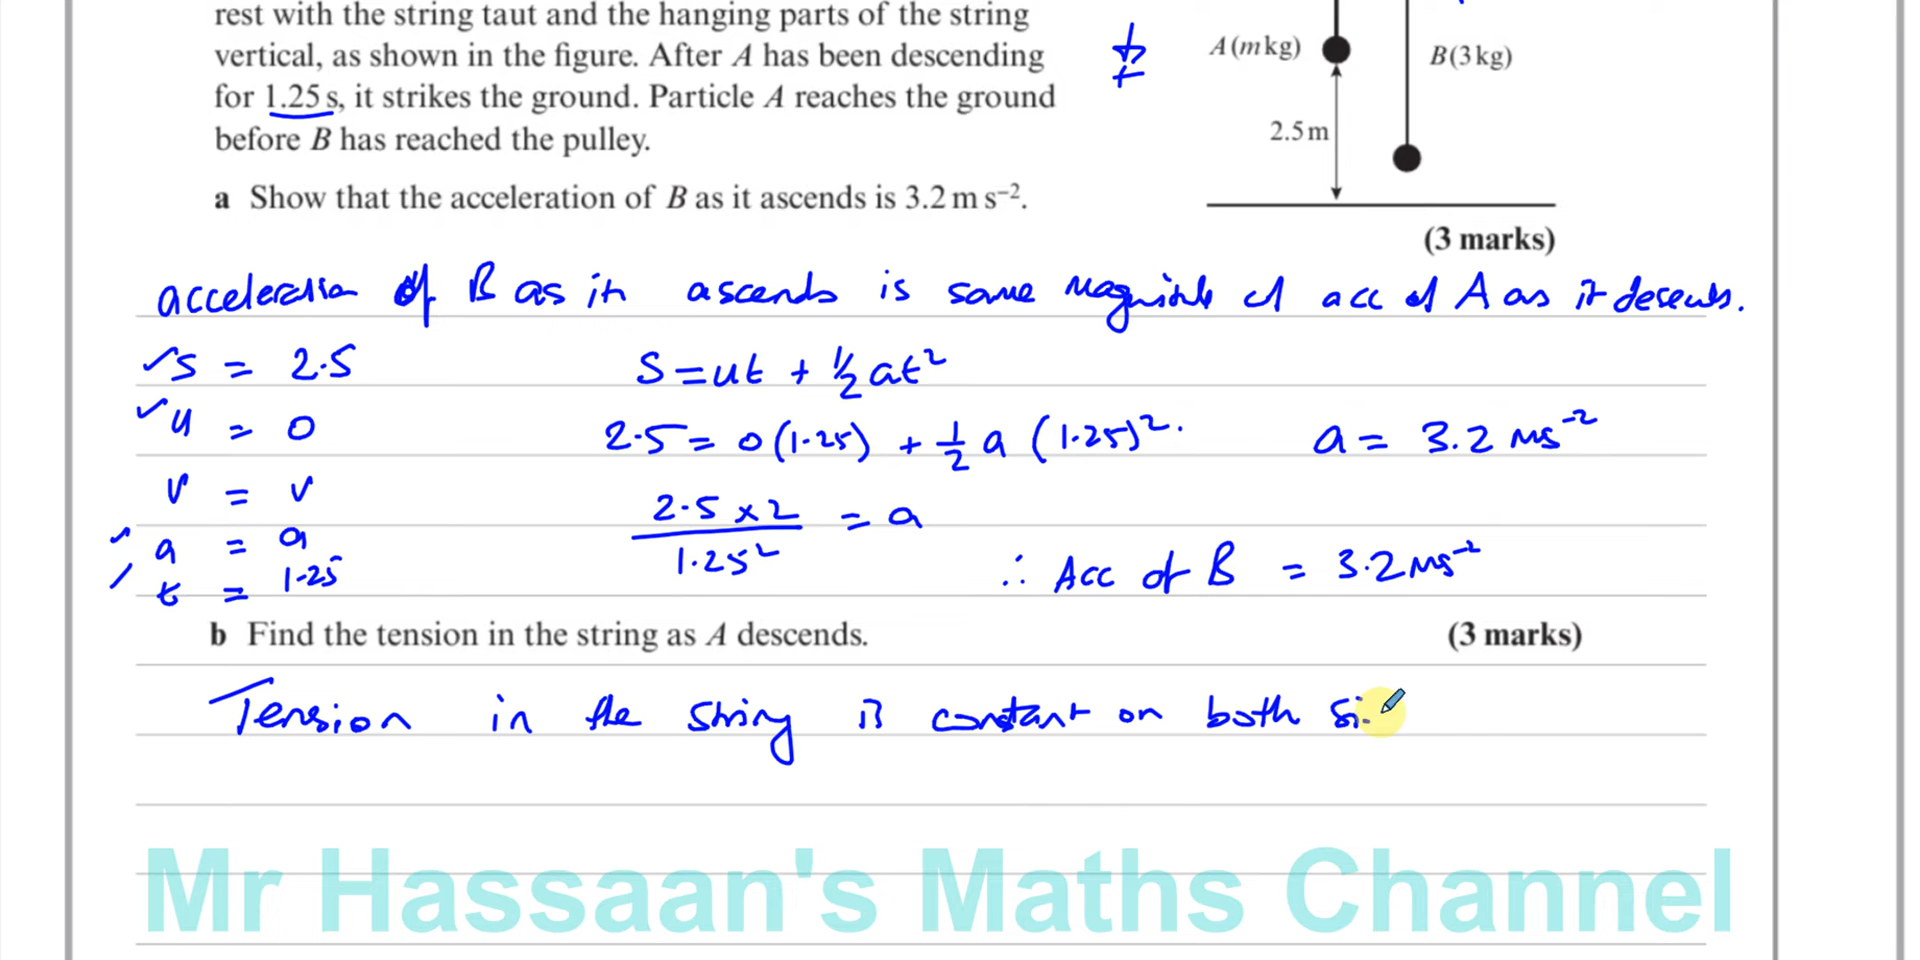 rest with the string taut and the hanging parts of the string
vertical, as shown in the figure. After A has been descending
for 1.25 s, it strikes the ground. Particle A reaches the ground
before B has reached the pulley.
A (m kg)
B (3 kg)
2.5 m
a Show that the acceleration of B as it ascends is 3.2 m s⁻².
(3 marks)
acceleration of B as it ascends is same magnitude of acc of A as it descends.
✓s = 2.5
✓u = 0
v = v
a = a
t = 1.25
s = ut + ½ at²
2.5 = 0(1.25) + ½ a (1.25)².
a = 3.2 ms⁻²
2.5 × 2 / 1.25² = a
∴ Acc of B = 3.2 ms⁻²
b Find the tension in the string as A descends.
(3 marks)
Tension in the string is constant on both si
Mr Hassaan's Maths Channel